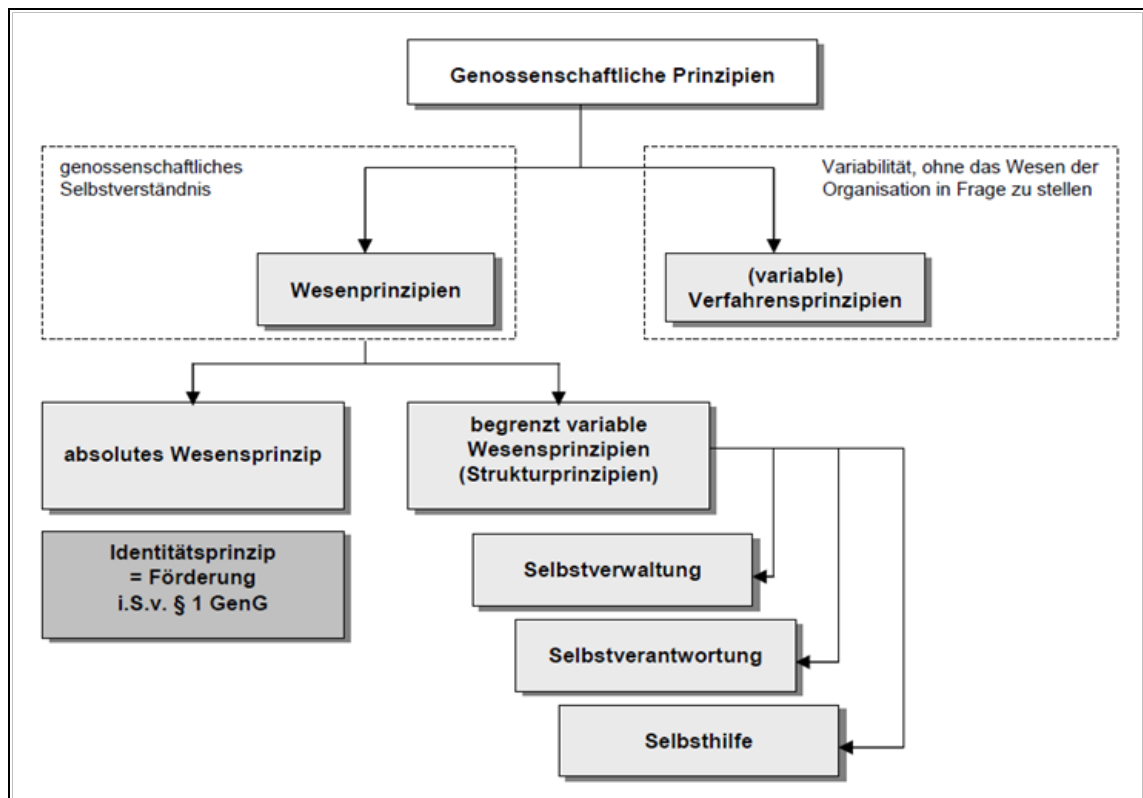 Genossenschaftliche Prinzipien
genossenschaftliches
Selbstverständnis
Variabilität, ohne das Wesen der
Organisation in Frage zu stellen
Wesenprinzipien
(variable)
Verfahrensprinzipien
absolutes Wesensprinzip
begrenzt variable
Wesensprinzipien
(Strukturprinzipien)
Identitätsprinzip
= Förderung
i.S.v. § 1 GenG
Selbstverwaltung
Selbstverantwortung
Selbsthilfe